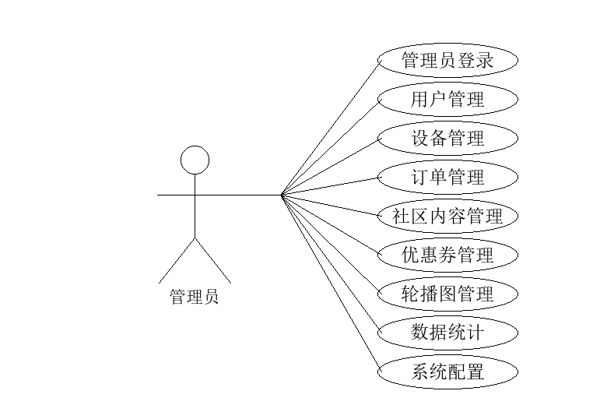 管理员登录
用户管理
设备管理
订单管理
社区内容管理
优惠券管理
轮播图管理
数据统计
系统配置
管理员